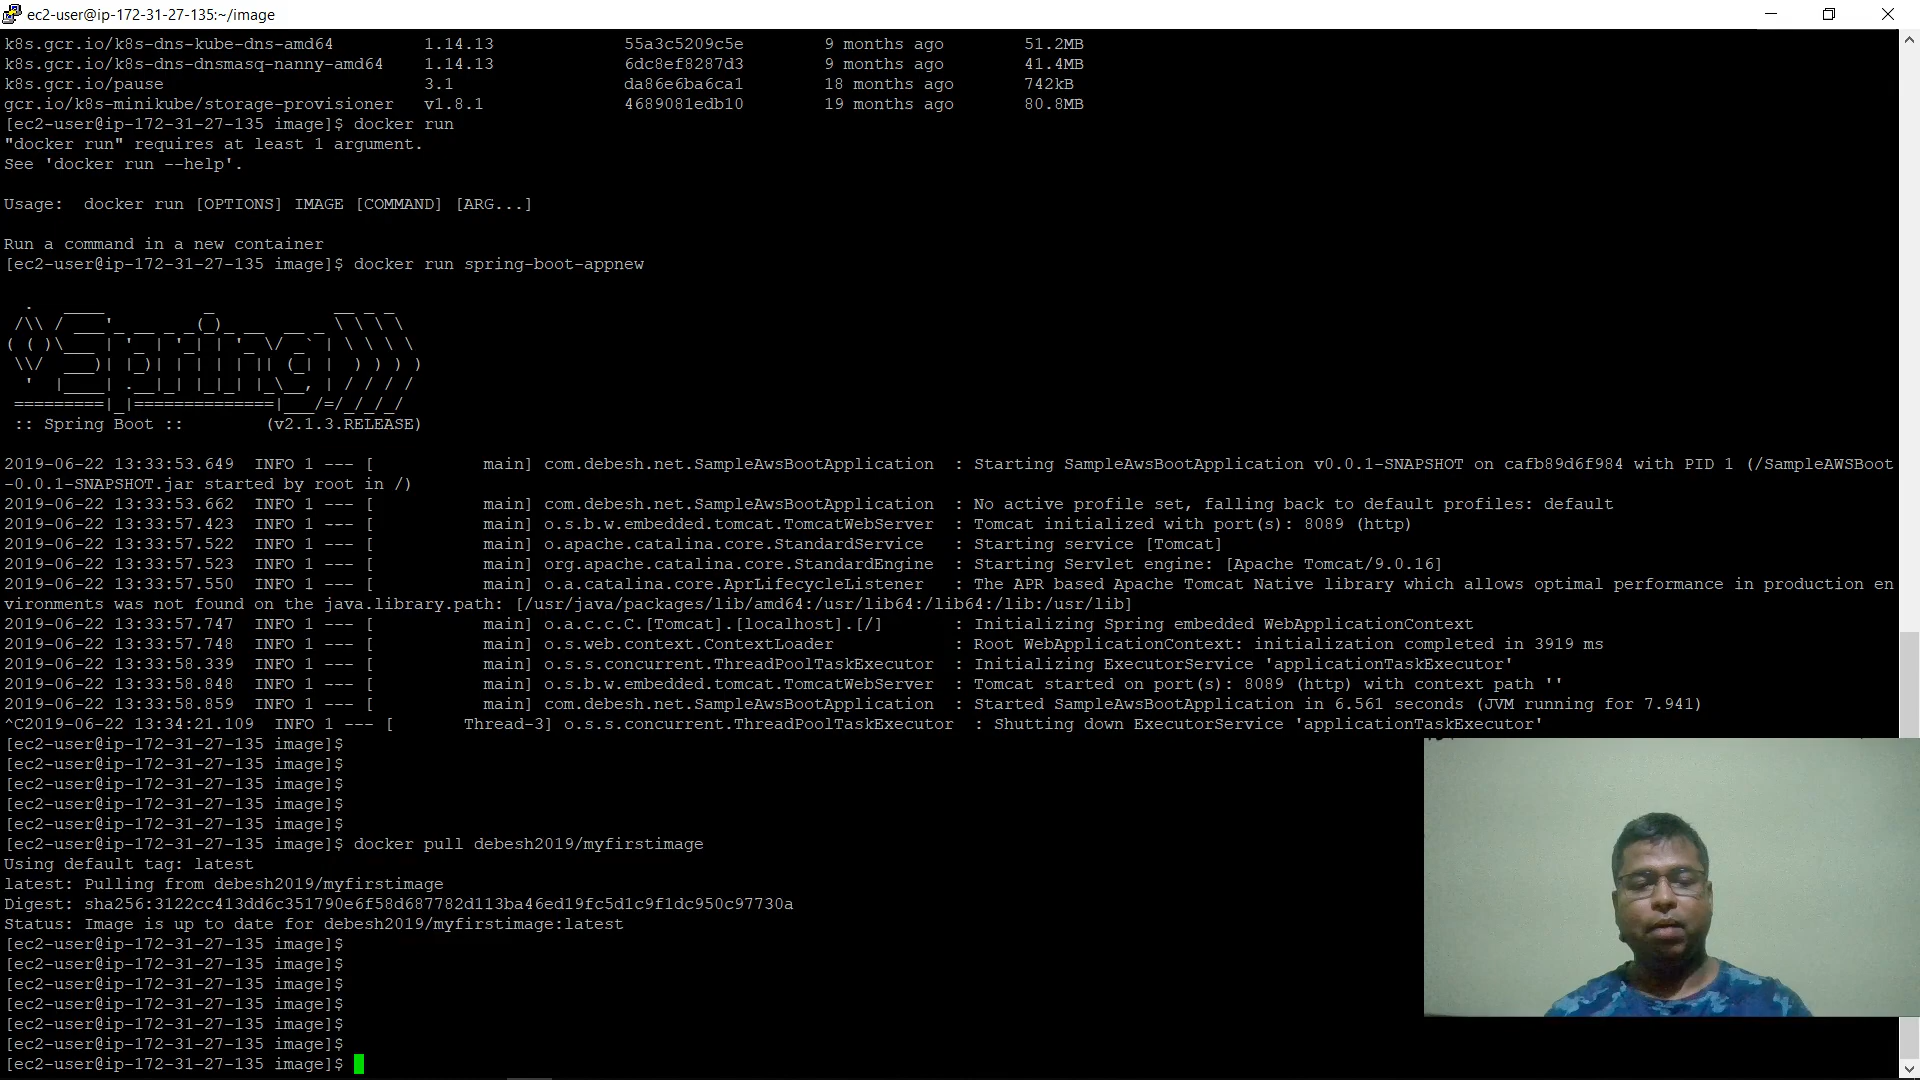 ec2-user@ip-172-31-27-135:~/image
k8s.gcr.io/k8s-dns-kube-dns-amd64 1.14.13 55a3c5209c5e 9 months ago 51.2MB
k8s.gcr.io/k8s-dns-dnsmasq-nanny-amd64 1.14.13 6dc8ef8287d3 9 months ago 41.4MB
k8s.gcr.io/pause 3.1 da86e6ba6ca1 18 months ago 742kB
gcr.io/k8s-minikube/storage-provisioner v1.8.1 4689081edb10 19 months ago 80.8MB
[ec2-user@ip-172-31-27-135 image]$ docker run
"docker run" requires at least 1 argument.
See 'docker run --help'.
Usage:  docker run [OPTIONS] IMAGE [COMMAND] [ARG...]
Run a command in a new container
[ec2-user@ip-172-31-27-135 image]$ docker run spring-boot-appnew
  .   ____          _            __ _ _
 /\\ / ___'_ __ _ _(_)_ __  __ _ \ \ \ \
( ( )\___ | '_ | '_| | '_ \/ _` | \ \ \ \
 \\/  ___)| |_)| | | | | || (_| |  ) ) ) )
  '  |____| .__|_| |_|_| |_\__, | / / / /
 =========|_|==============|___/=/_/_/_/
 :: Spring Boot ::        (v2.1.3.RELEASE)
2019-06-22 13:33:53.649  INFO 1 --- [           main] com.debesh.net.SampleAwsBootApplication  : Starting SampleAwsBootApplication v0.0.1-SNAPSHOT on cafb89d6f984 with PID 1 (/SampleAWSBoot
-0.0.1-SNAPSHOT.jar started by root in /)
2019-06-22 13:33:53.662  INFO 1 --- [           main] com.debesh.net.SampleAwsBootApplication  : No active profile set, falling back to default profiles: default
2019-06-22 13:33:57.423  INFO 1 --- [           main] o.s.b.w.embedded.tomcat.TomcatWebServer  : Tomcat initialized with port(s): 8089 (http)
2019-06-22 13:33:57.522  INFO 1 --- [           main] o.apache.catalina.core.StandardService   : Starting service [Tomcat]
2019-06-22 13:33:57.523  INFO 1 --- [           main] org.apache.catalina.core.StandardEngine  : Starting Servlet engine: [Apache Tomcat/9.0.16]
2019-06-22 13:33:57.550  INFO 1 --- [           main] o.a.catalina.core.AprLifecycleListener   : The APR based Apache Tomcat Native library which allows optimal performance in production en
vironments was not found on the java.library.path: [/usr/java/packages/lib/amd64:/usr/lib64:/lib64:/lib:/usr/lib]
2019-06-22 13:33:57.747  INFO 1 --- [           main] o.a.c.c.C.[Tomcat].[localhost].[/]       : Initializing Spring embedded WebApplicationContext
2019-06-22 13:33:57.748  INFO 1 --- [           main] o.s.web.context.ContextLoader            : Root WebApplicationContext: initialization completed in 3919 ms
2019-06-22 13:33:58.339  INFO 1 --- [           main] o.s.s.concurrent.ThreadPoolTaskExecutor  : Initializing ExecutorService 'applicationTaskExecutor'
2019-06-22 13:33:58.848  INFO 1 --- [           main] o.s.b.w.embedded.tomcat.TomcatWebServer  : Tomcat started on port(s): 8089 (http) with context path ''
2019-06-22 13:33:58.859  INFO 1 --- [           main] com.debesh.net.SampleAwsBootApplication  : Started SampleAwsBootApplication in 6.561 seconds (JVM running for 7.941)
^C2019-06-22 13:34:21.109  INFO 1 --- [       Thread-3] o.s.s.concurrent.ThreadPoolTaskExecutor  : Shutting down ExecutorService 'applicationTaskExecutor'
[ec2-user@ip-172-31-27-135 image]$
[ec2-user@ip-172-31-27-135 image]$
[ec2-user@ip-172-31-27-135 image]$
[ec2-user@ip-172-31-27-135 image]$
[ec2-user@ip-172-31-27-135 image]$
[ec2-user@ip-172-31-27-135 image]$ docker pull debesh2019/myfirstimage
Using default tag: latest
latest: Pulling from debesh2019/myfirstimage
Digest: sha256:3122cc413dd6c351790e6f58d687782d113ba46ed19fc5d1c9f1dc950c97730a
Status: Image is up to date for debesh2019/myfirstimage:latest
[ec2-user@ip-172-31-27-135 image]$
[ec2-user@ip-172-31-27-135 image]$
[ec2-user@ip-172-31-27-135 image]$
[ec2-user@ip-172-31-27-135 image]$
[ec2-user@ip-172-31-27-135 image]$
[ec2-user@ip-172-31-27-135 image]$
[ec2-user@ip-172-31-27-135 image]$